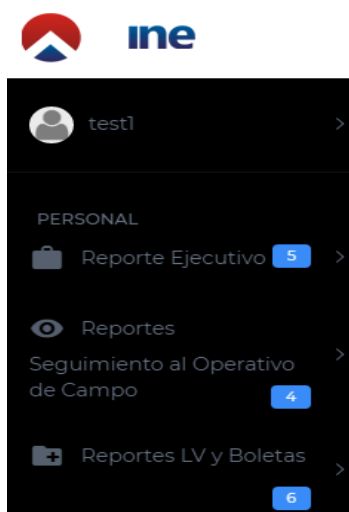 ine
test1
PERSONAL
Reporte Ejecutivo 5
Reportes
Seguimiento al Operativo
de Campo
4
Reportes LV y Boletas
6